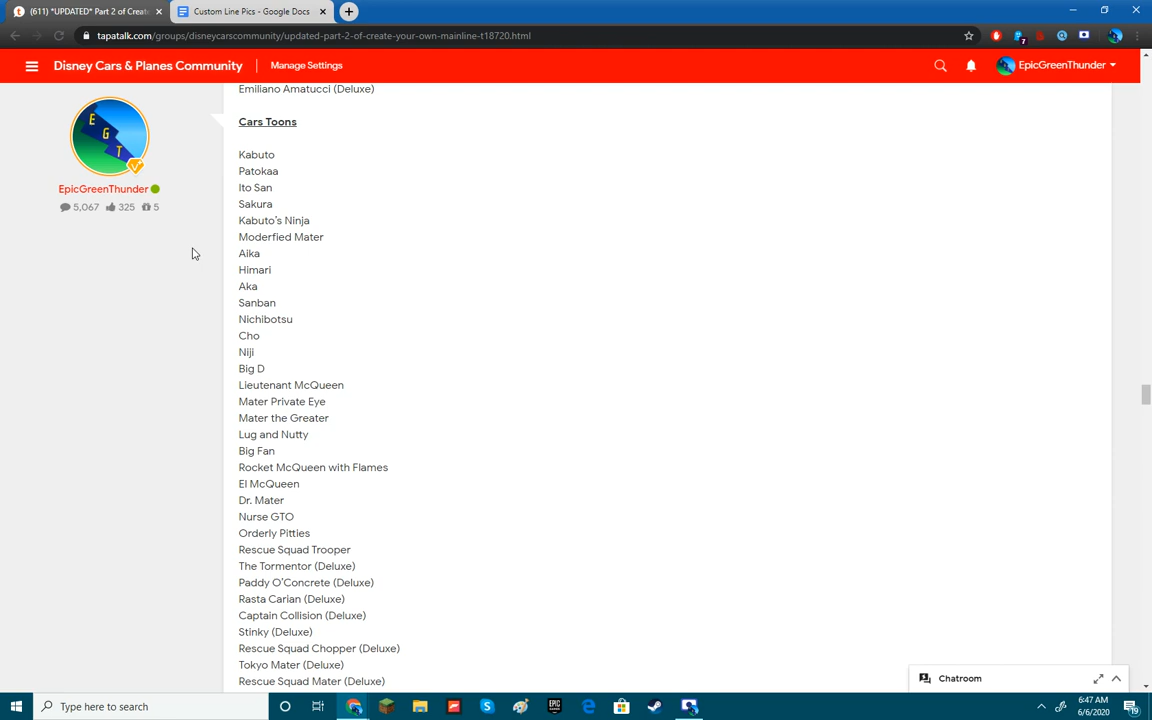 (611) *UPDATED* Part 2 of Create
Custom Line Pics - Google Docs
tapatalk.com/groups/disneycarscommunity/updated-part-2-of-create-your-own-mainline-t18720.html
7
Disney Cars & Planes Community
Manage Settings
EpicGreenThunder
E
G
T
EpicGreenThunder
5,067 325 5
Emiliano Amatucci (Deluxe)
Cars Toons
Kabuto
Patokaa
Ito San
Sakura
Kabuto's Ninja
Moderfied Mater
Aika
Himari
Aka
Sanban
Nichibotsu
Cho
Niji
Big D
Lieutenant McQueen
Mater Private Eye
Mater the Greater
Lug and Nutty
Big Fan
Rocket McQueen with Flames
El McQueen
Dr. Mater
Nurse GTO
Orderly Pitties
Rescue Squad Trooper
The Tormentor (Deluxe)
Paddy O'Concrete (Deluxe)
Rasta Carian (Deluxe)
Captain Collision (Deluxe)
Stinky (Deluxe)
Rescue Squad Chopper (Deluxe)
Tokyo Mater (Deluxe)
Rescue Squad Mater (Deluxe)
Chatroom
Type here to search
6:47 AM
6/6/2020
19